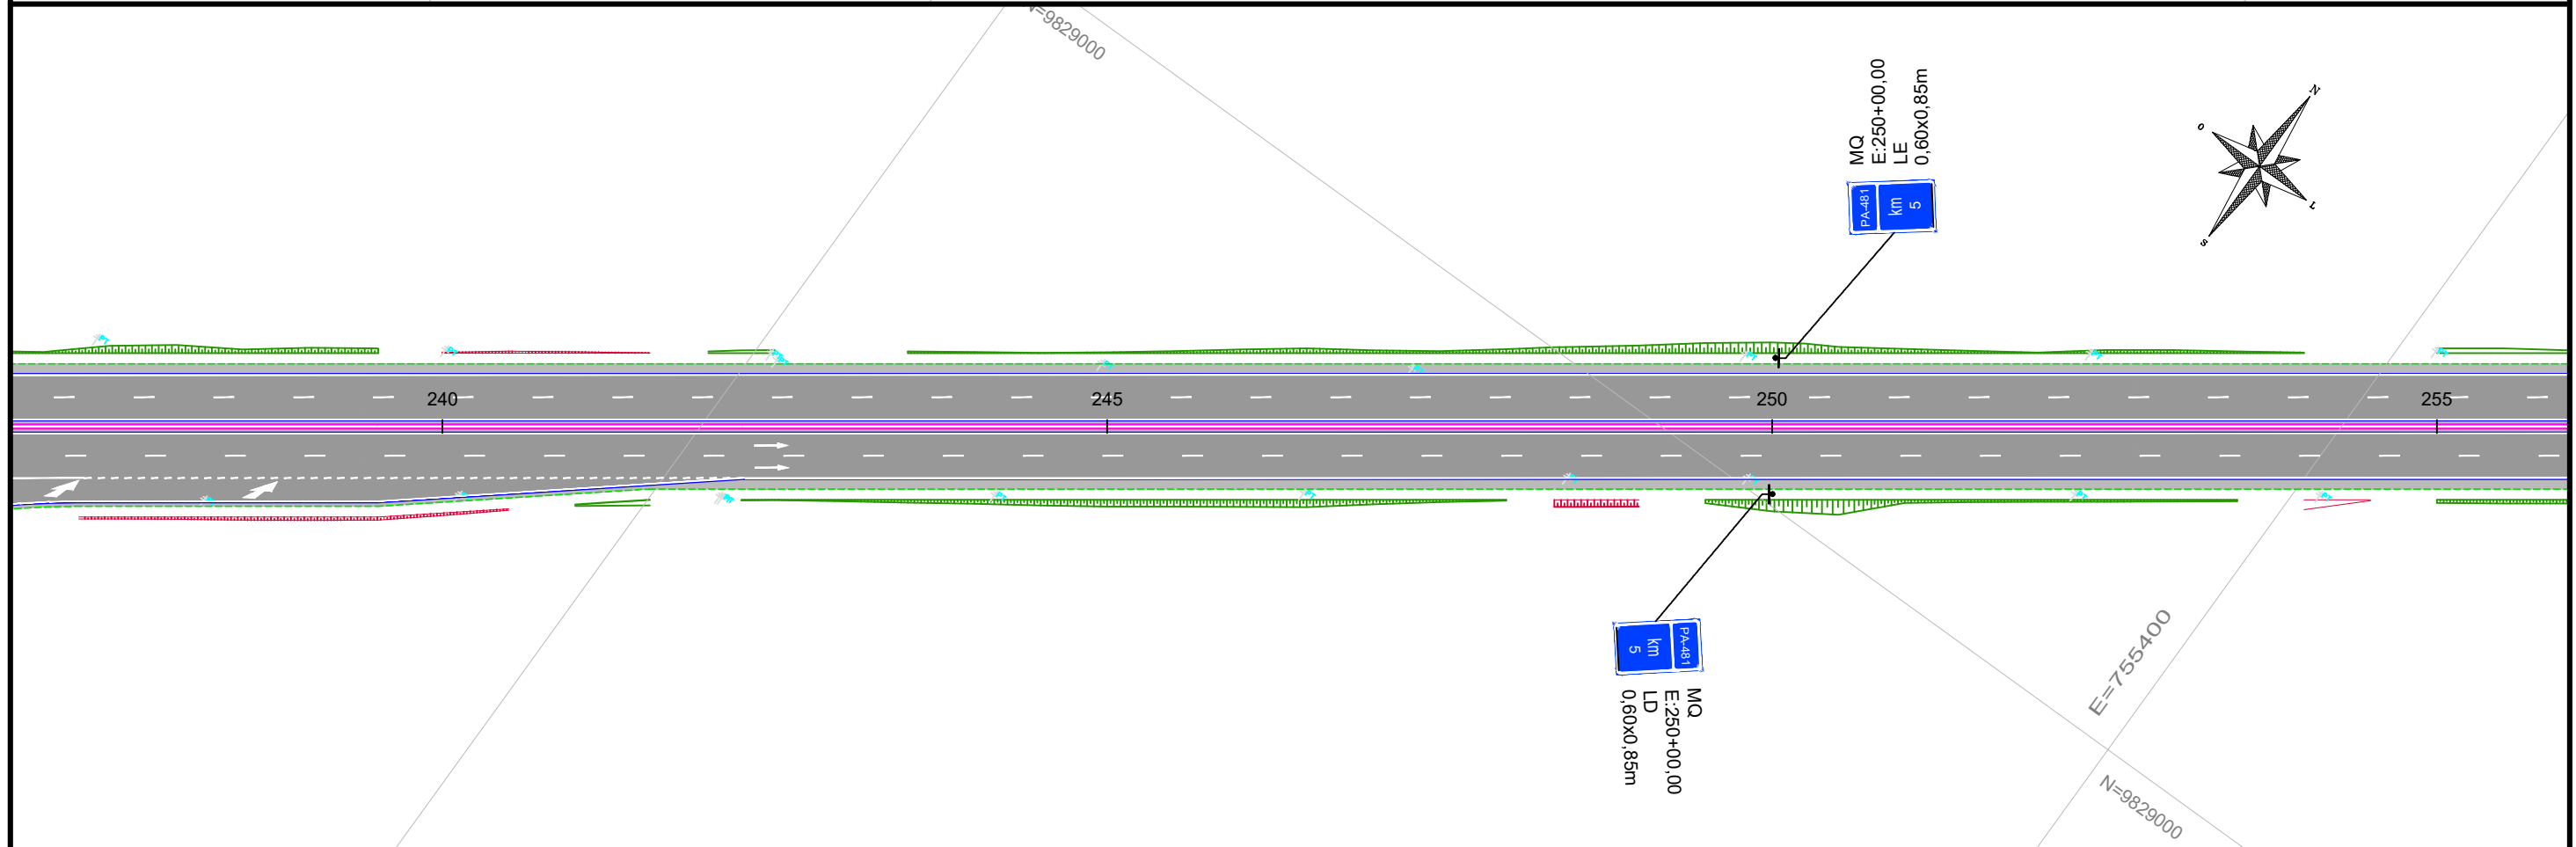 N=9829000
MQ
E:250+00,00
LE
0,60x0,85m
PA-481
km
5
N
O
L
S
240
245
250
255
PA-481
km
5
MQ
E:250+00,00
LD
0,60x0,85m
E=755400
N=9829000